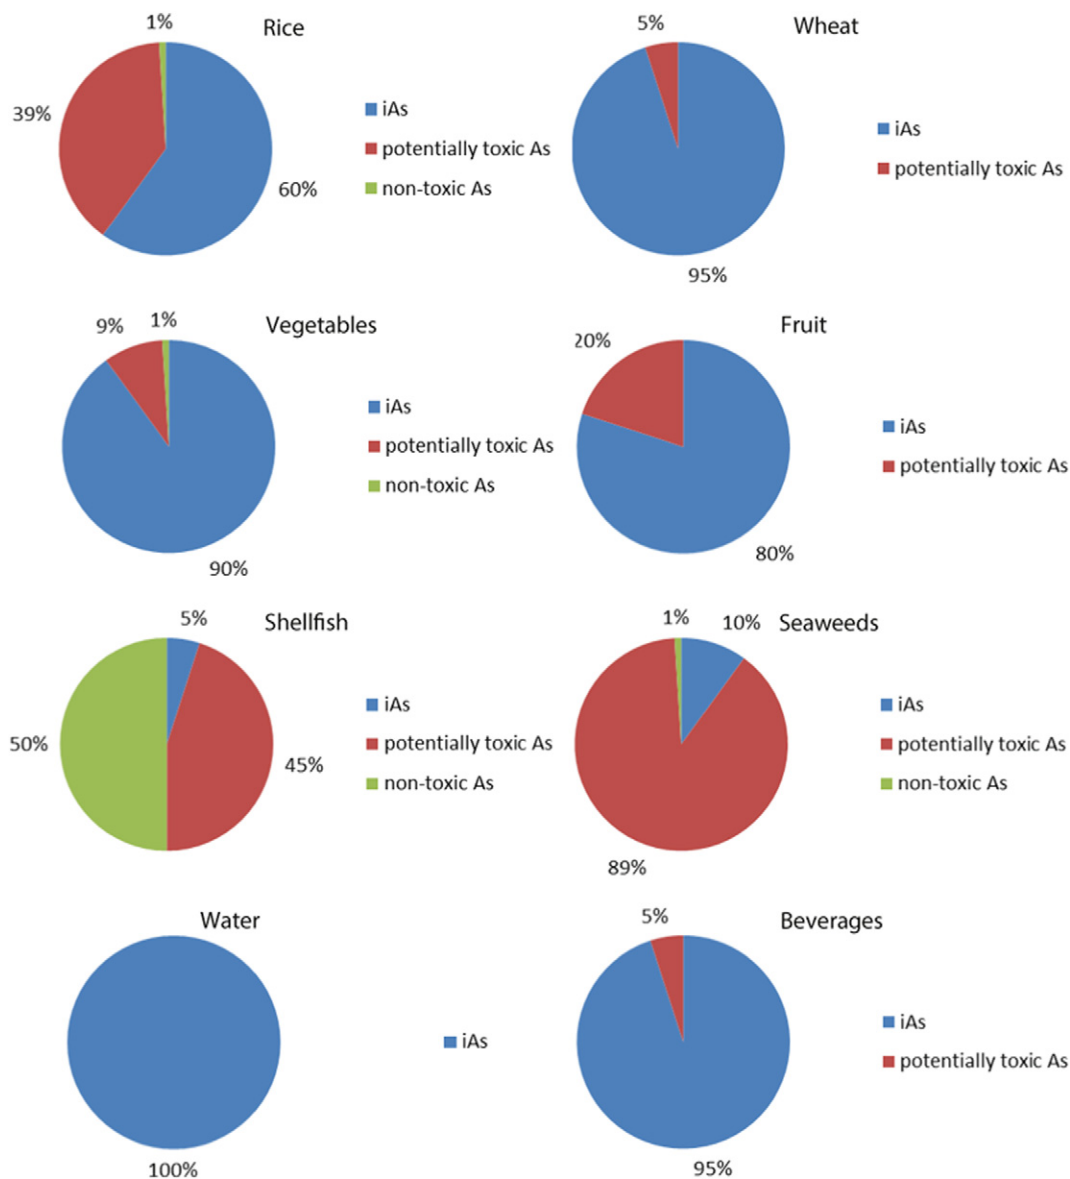 Rice
1%
39%
60%
iAs
potentially toxic As
non-toxic As
Wheat
5%
95%
iAs
potentially toxic As
Vegetables
9%
1%
90%
iAs
potentially toxic As
non-toxic As
Fruit
20%
80%
iAs
potentially toxic As
Shellfish
5%
50%
45%
iAs
potentially toxic As
non-toxic As
Seaweeds
1%
10%
89%
iAs
potentially toxic As
non-toxic As
Water
100%
iAs
Beverages
5%
95%
iAs
potentially toxic As